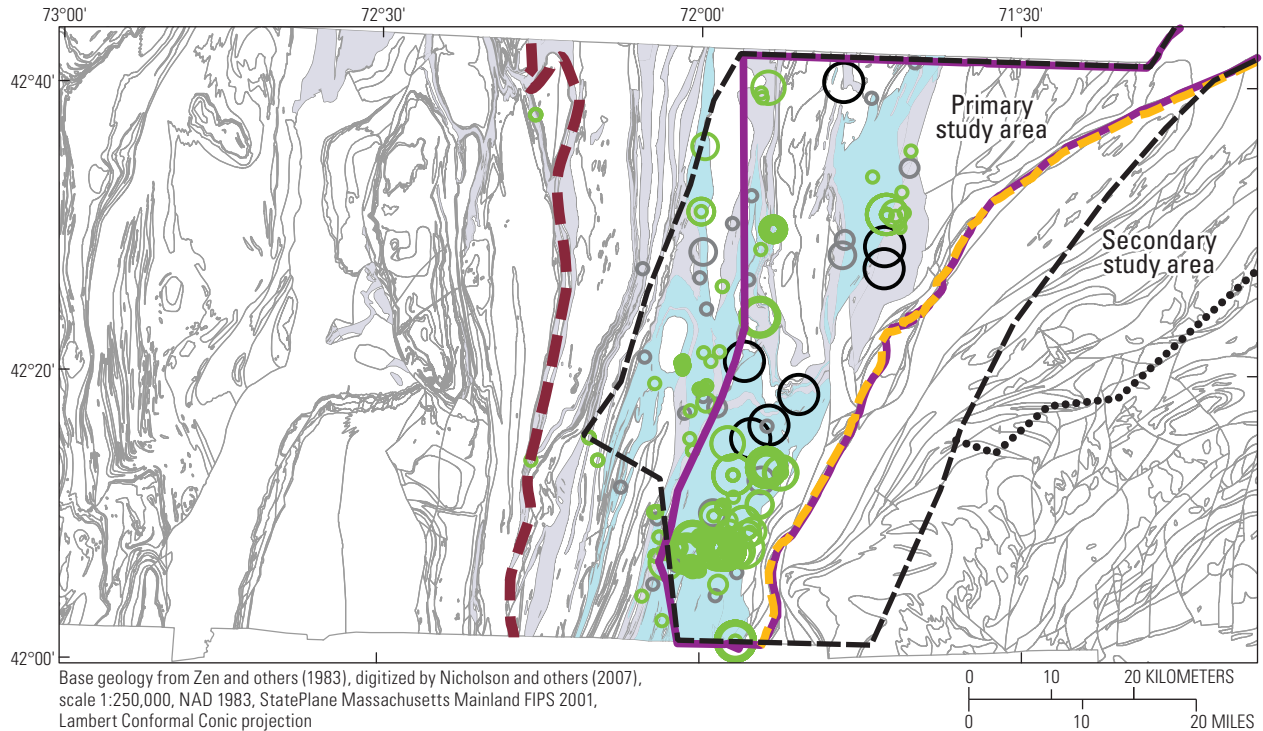 73°00' 72°30' 72°00' 71°30'
42°40'
Primary
study area
Secondary
study area
42°20'
42°00'
Base geology from Zen and others (1983), digitized by Nicholson and others (2007),
scale 1:250,000, NAD 1983, StatePlane Massachusetts Mainland FIPS 2001,
Lambert Conformal Conic projection
0 10 20 KILOMETERS
0 10 20 MILES